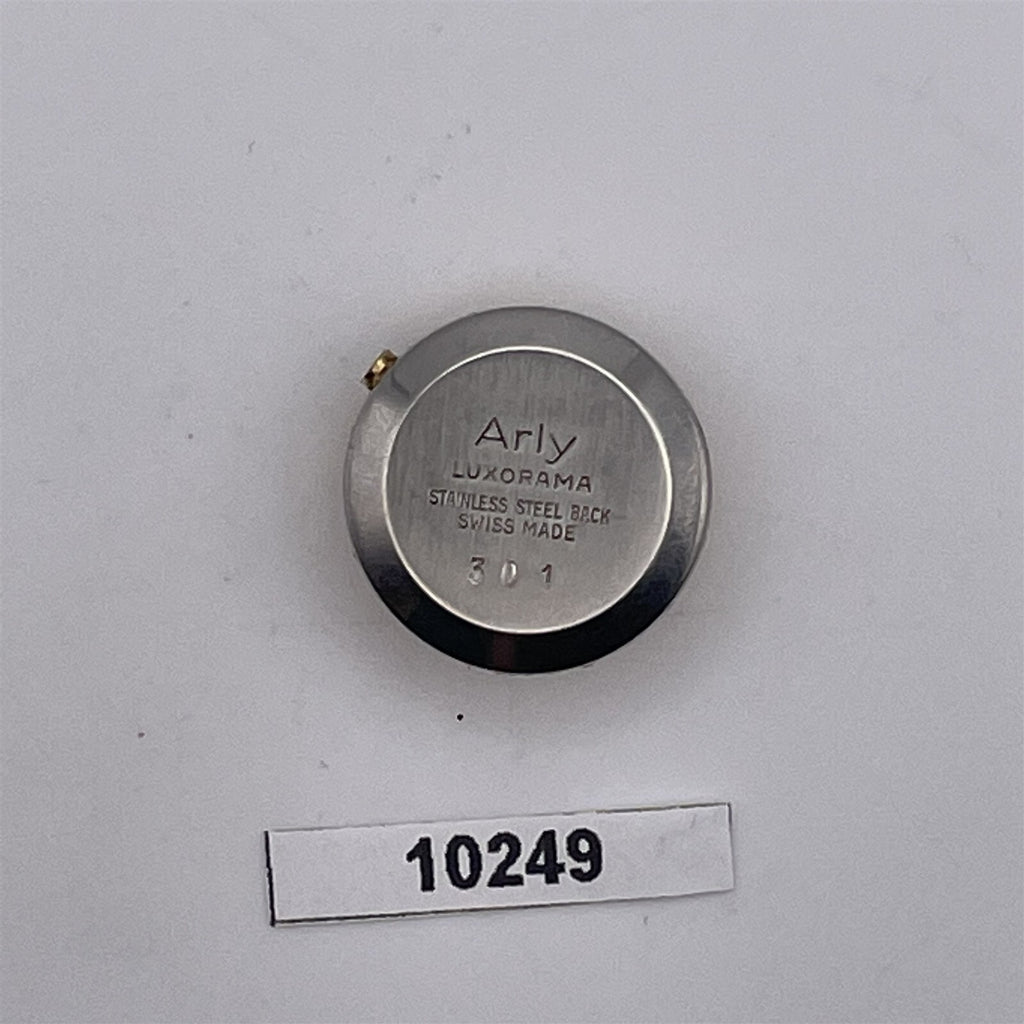 Arly
LUXORAMA
STAINLESS STEEL BACK
SWISS MADE
301
10249